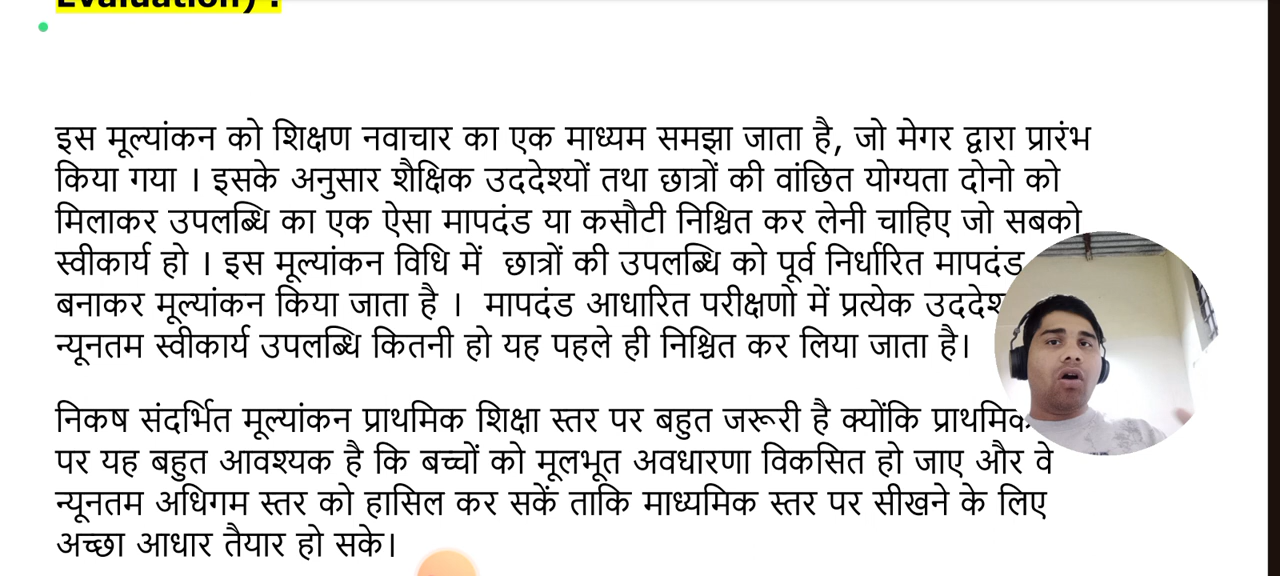 Evaluation) :
इस मूल्यांकन को शिक्षण नवाचार का एक माध्यम समझा जाता है, जो मेगर द्वारा प्रारंभ
किया गया । इसके अनुसार शैक्षिक उददेश्यों तथा छात्रों की वांछित योग्यता दोनो को
मिलाकर उपलब्धि का एक ऐसा मापदंड या कसौटी निश्चित कर लेनी चाहिए जो सबको
स्वीकार्य हो । इस मूल्यांकन विधि में छात्रों की उपलब्धि को पूर्व निर्धारित मापदंड
बनाकर मूल्यांकन किया जाता है । मापदंड आधारित परीक्षणो में प्रत्येक
न्यूनतम स्वीकार्य उपलब्धि कितनी हो यह पहले ही निश्चित कर लिया जाता है।
निकष संदर्भित मूल्यांकन प्राथमिक शिक्षा स्तर पर बहुत जरूरी है क्योंकि प्राथमिक
पर यह बहुत आवश्यक है कि बच्चों को मूलभूत अवधारणा विकसित हो जाए और वे
न्यूनतम अधिगम स्तर को हासिल कर सकें ताकि माध्यमिक स्तर पर सीखने के लिए
अच्छा आधार तैयार हो सके।